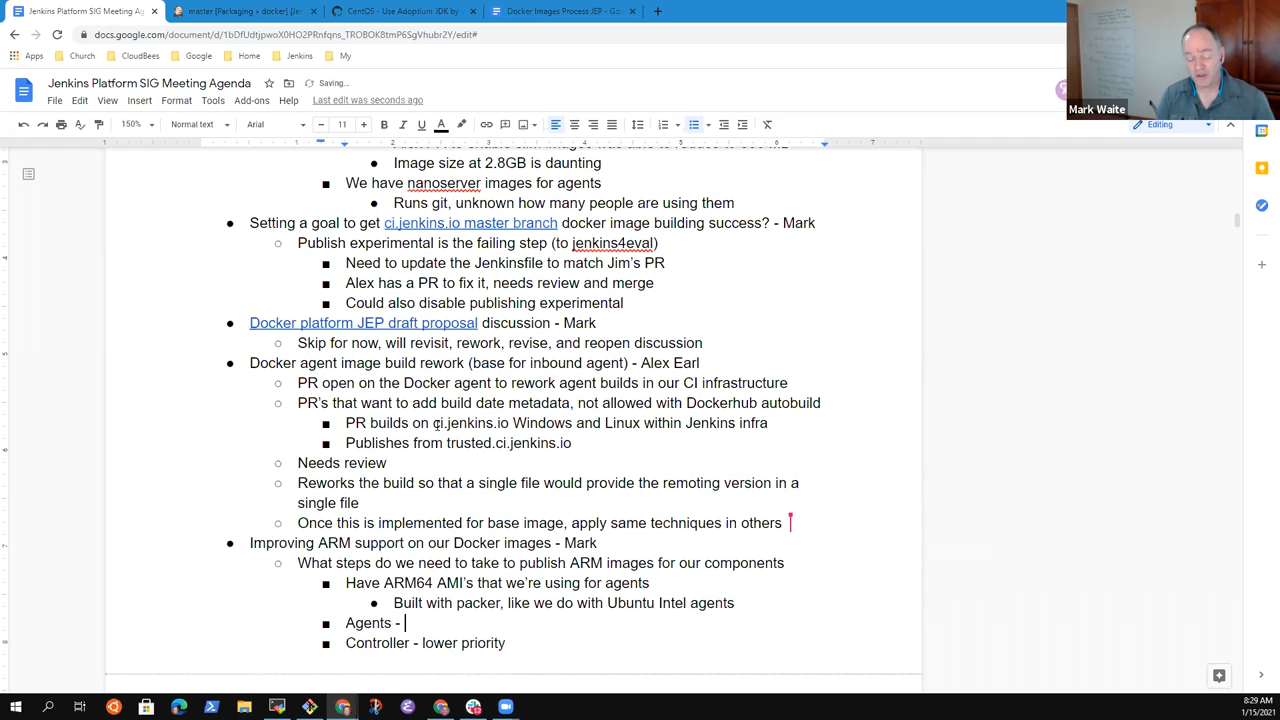 Jenkins Platform SIG Meeting Ag
master [Packaging » docker] [Jen
CentOS - Use Adoptium JDK by
Docker Images Process JEP - Goo
docs.google.com/document/d/1bDfUdtjpwoX0HO2PRnfqns_TROBOK8tmP6SgVhubr2Y/edit#
Apps Church CloudBees Google Home Jenkins My
Jenkins Platform SIG Meeting Agenda
Saving...
File Edit View Insert Format Tools Add-ons Help Last edit was seconds ago
150% Normal text Arial 11 Editing
Mark Waite
Image size at 2.8GB is daunting
We have nanoserver images for agents
Runs git, unknown how many people are using them
Setting a goal to get ci.jenkins.io master branch docker image building success? - Mark
Publish experimental is the failing step (to jenkins4eval)
Need to update the Jenkinsfile to match Jim's PR
Alex has a PR to fix it, needs review and merge
Could also disable publishing experimental
Docker platform JEP draft proposal discussion - Mark
Skip for now, will revisit, rework, revise, and reopen discussion
Docker agent image build rework (base for inbound agent) - Alex Earl
PR open on the Docker agent to rework agent builds in our CI infrastructure
PR's that want to add build date metadata, not allowed with Dockerhub autobuild
PR builds on ci.jenkins.io Windows and Linux within Jenkins infra
Publishes from trusted.ci.jenkins.io
Needs review
Reworks the build so that a single file would provide the remoting version in a
single file
Once this is implemented for base image, apply same techniques in others
Improving ARM support on our Docker images - Mark
What steps do we need to take to publish ARM images for our components
Have ARM64 AMI's that we're using for agents
Built with packer, like we do with Ubuntu Intel agents
Agents -
Controller - lower priority
8:29 AM
1/15/2021